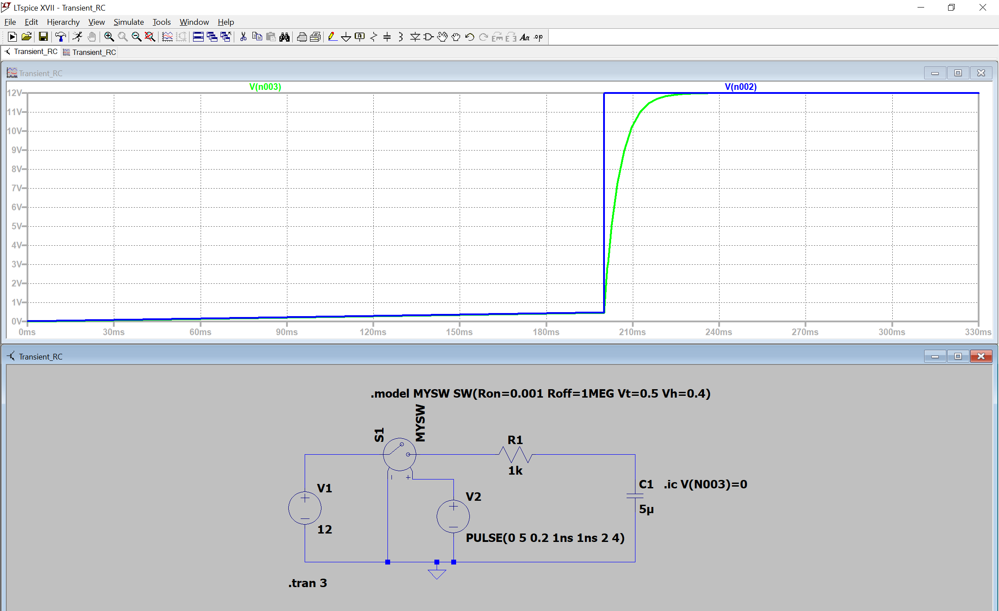 LTspice XVII - Transient_RC
File Edit Hierarchy View Simulate Tools Window Help
Transient_RC Transient_RC
Transient_RC
V(n003) V(n002)
12V
11V
10V
9V
8V
7V
6V
5V
4V
3V
2V
1V
0V
0ms 30ms 60ms 90ms 120ms 150ms 180ms 210ms 240ms 270ms 300ms 330ms
Transient_RC
.model MYSW SW(Ron=0.001 Roff=1MEG Vt=0.5 Vh=0.4)
S1
MYSW
R1
1k
V1
12
V2
PULSE(0 5 0.2 1ns 1ns 2 4)
C1 .ic V(N003)=0
5µ
.tran 3